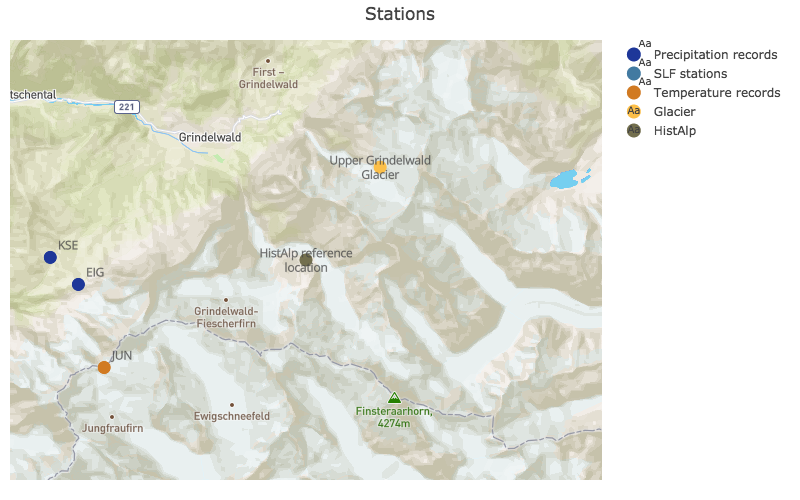 Stations
Aa
Precipitation records
Aa
SLF stations
Aa
Temperature records
Aa
Glacier
Aa
HistAlp
First –
Grindelwald
tschental
221
Grindelwald
Upper Grindelwald
Glacier
KSE
HistAlp reference
location
EIG
Grindelwald-
Fiescherfirn
JUN
Ewigschneefeld
Finsteraarhorn,
4274m
Jungfraufirn